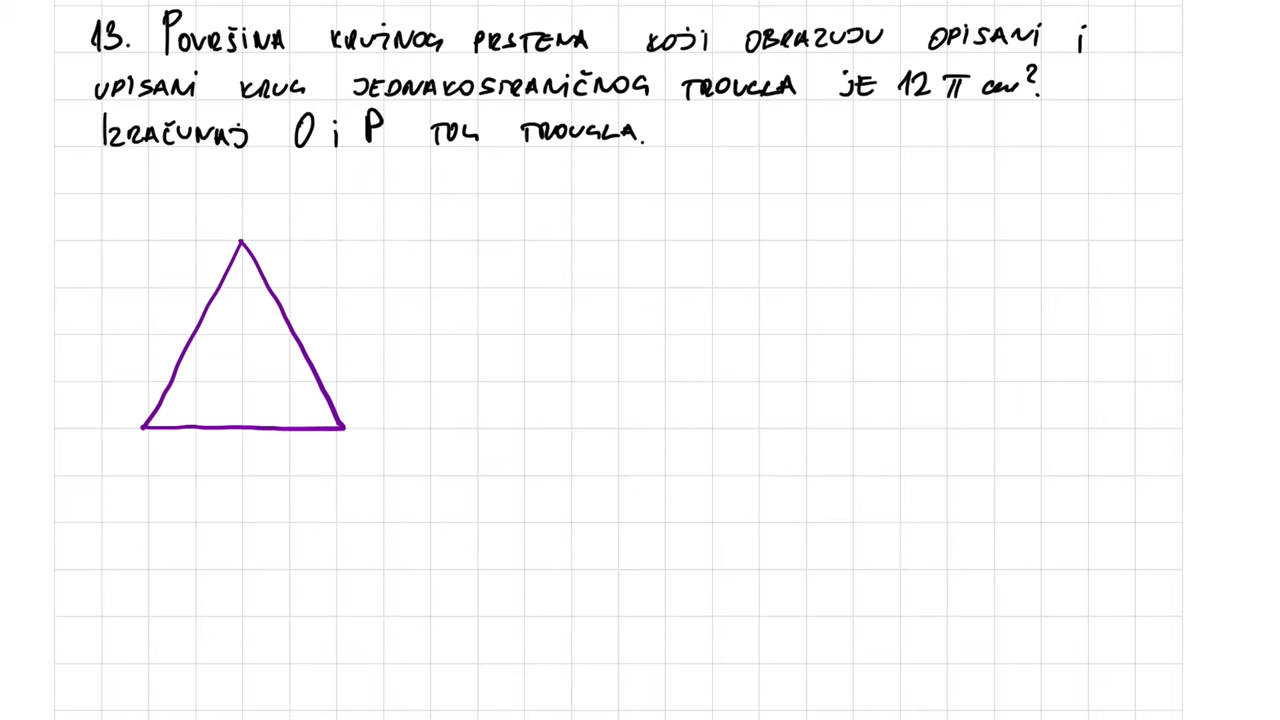 13. Površina kružnog prstena koji obrazuju opisani i
upisani krug jednakostraničnog trougla je 12 π cm².
Izračunaj O i P tog trougla.